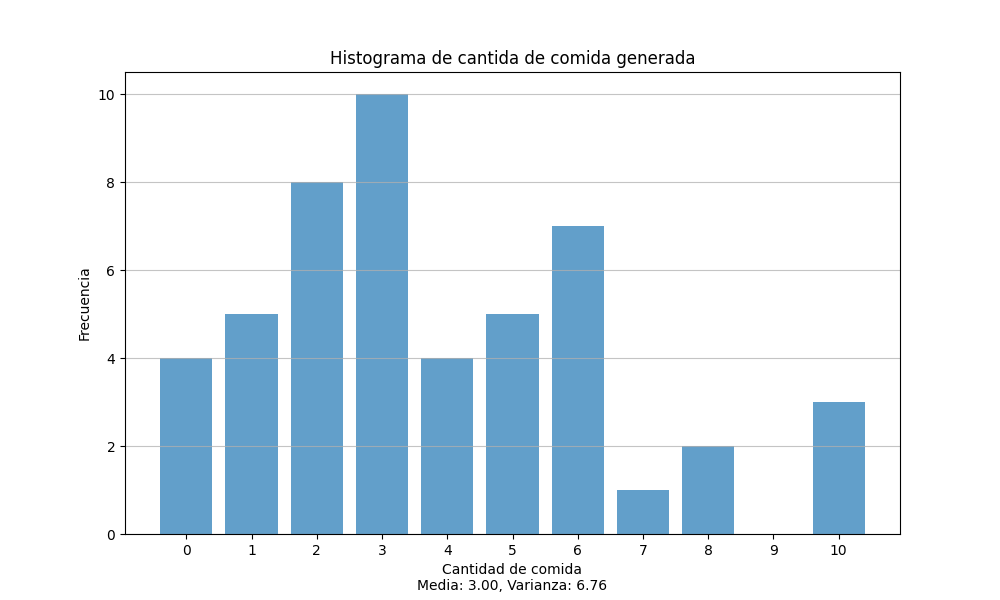 Histograma de cantida de comida generada
10
8
6
4
2
0
Frecuencia
0 1 2 3 4 5 6 7 8 9 10
Cantidad de comida
Media: 3.00, Varianza: 6.76